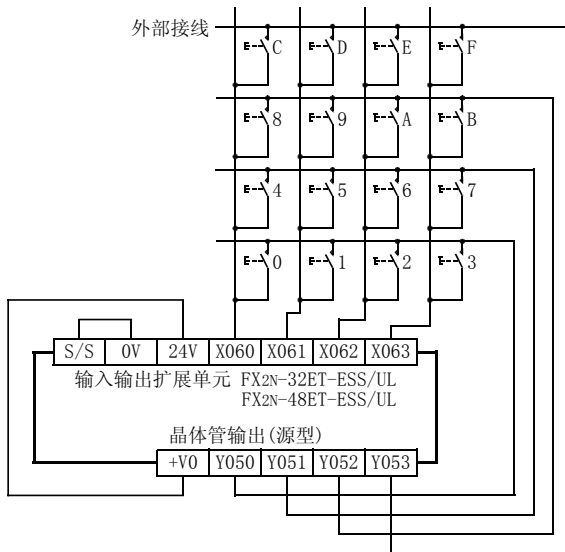 外部接线
C D E F
8 9 A B
4 5 6 7
0 1 2 3
S/S 0V 24V X060 X061 X062 X063
输入输出扩展单元 FX2N-32ET-ESS/UL
FX2N-48ET-ESS/UL
晶体管输出(源型)
+V0 Y050 Y051 Y052 Y053